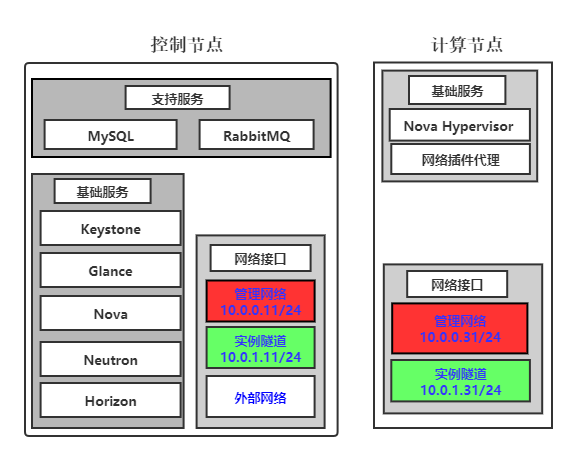 控制节点
支持服务
MySQL
RabbitMQ
基础服务
Keystone
Glance
Nova
Neutron
Horizon
网络接口
管理网络
10.0.0.11/24
实例隧道
10.0.1.11/24
外部网络
计算节点
基础服务
Nova Hypervisor
网络插件代理
网络接口
管理网络
10.0.0.31/24
实例隧道
10.0.1.31/24